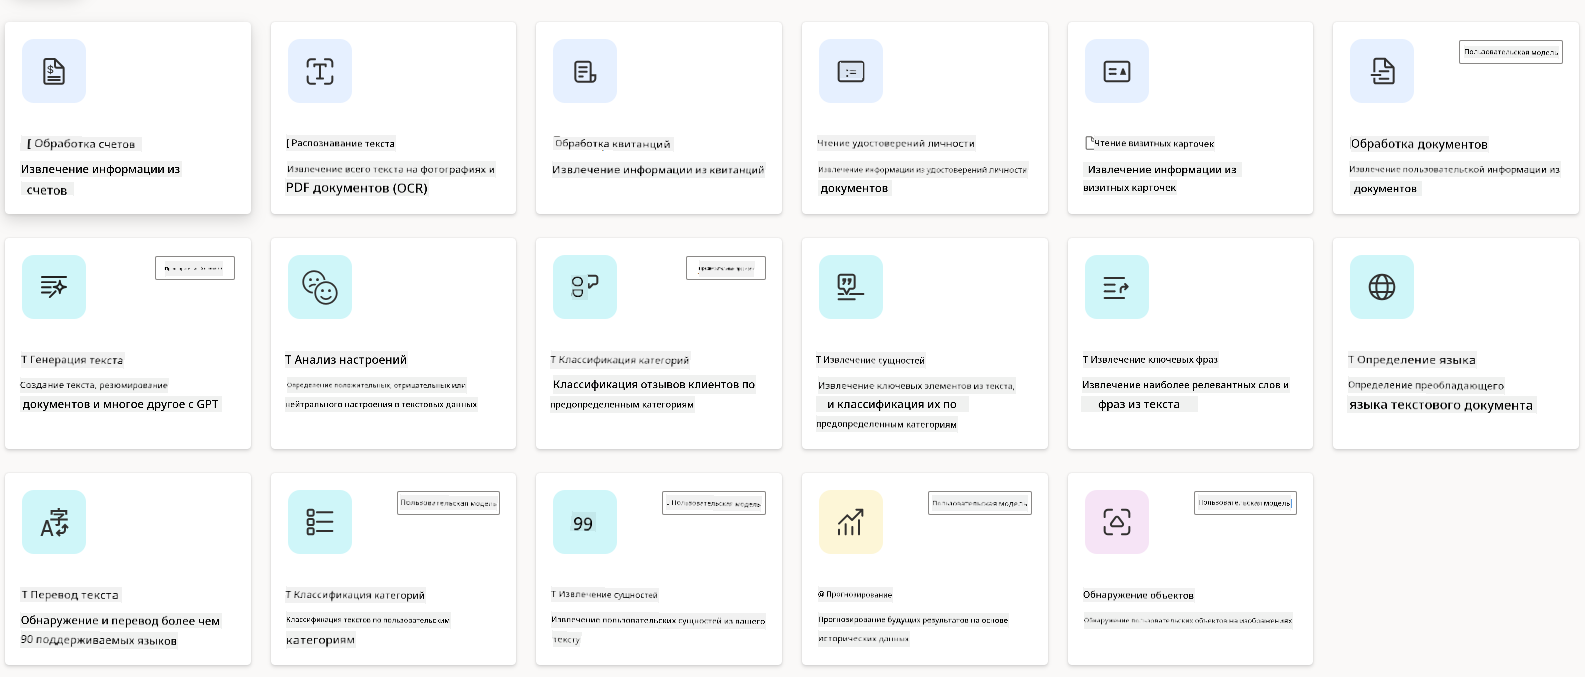 [ Обработка счетов
Извлечение информации из
счетов
[ Распознавание текста
Извлечение всего текста на фотографиях и
PDF документов (OCR)
Обработка квитанций
Извлечение информации из квитанций
Чтение удостоверений личности
Извлечение информации из удостоверений личности
документов
Чтение визитных карточек
Извлечение информации из
визитных карточек
Пользовательская модель
Обработка документов
Извлечение пользовательской информации из
документов
T Генерация текста
Создание текста, резюмирование
документов и многое другое с GPT
T Анализ настроений
Определение положительных, отрицательных или
нейтрального настроения в текстовых данных
T Классификация категорий
Классификация отзывов клиентов по
предопределенным категориям
T Извлечение сущностей
Извлечение ключевых элементов из текста,
и классификация их по
предопределенным категориям
T Извлечение ключевых фраз
Извлечение наиболее релевантных слов и
фраз из текста
T Определение языка
Определение преобладающего
языка текстового документа
T Перевод текста
Обнаружение и перевод более чем
90 поддерживаемых языков
Пользовательская модель
T Классификация категорий
Классификация текстов по пользовательским
категориям
Пользовательская модель
T Извлечение сущностей
Извлечение пользовательских сущностей из вашего
тексту
Пользовательская модель
@ Прогнозирование
Прогнозирование будущих результатов на основе
исторических данных
Пользовательская модель
Обнаружение объектов
Обнаружение пользовательских объектов на изображениях